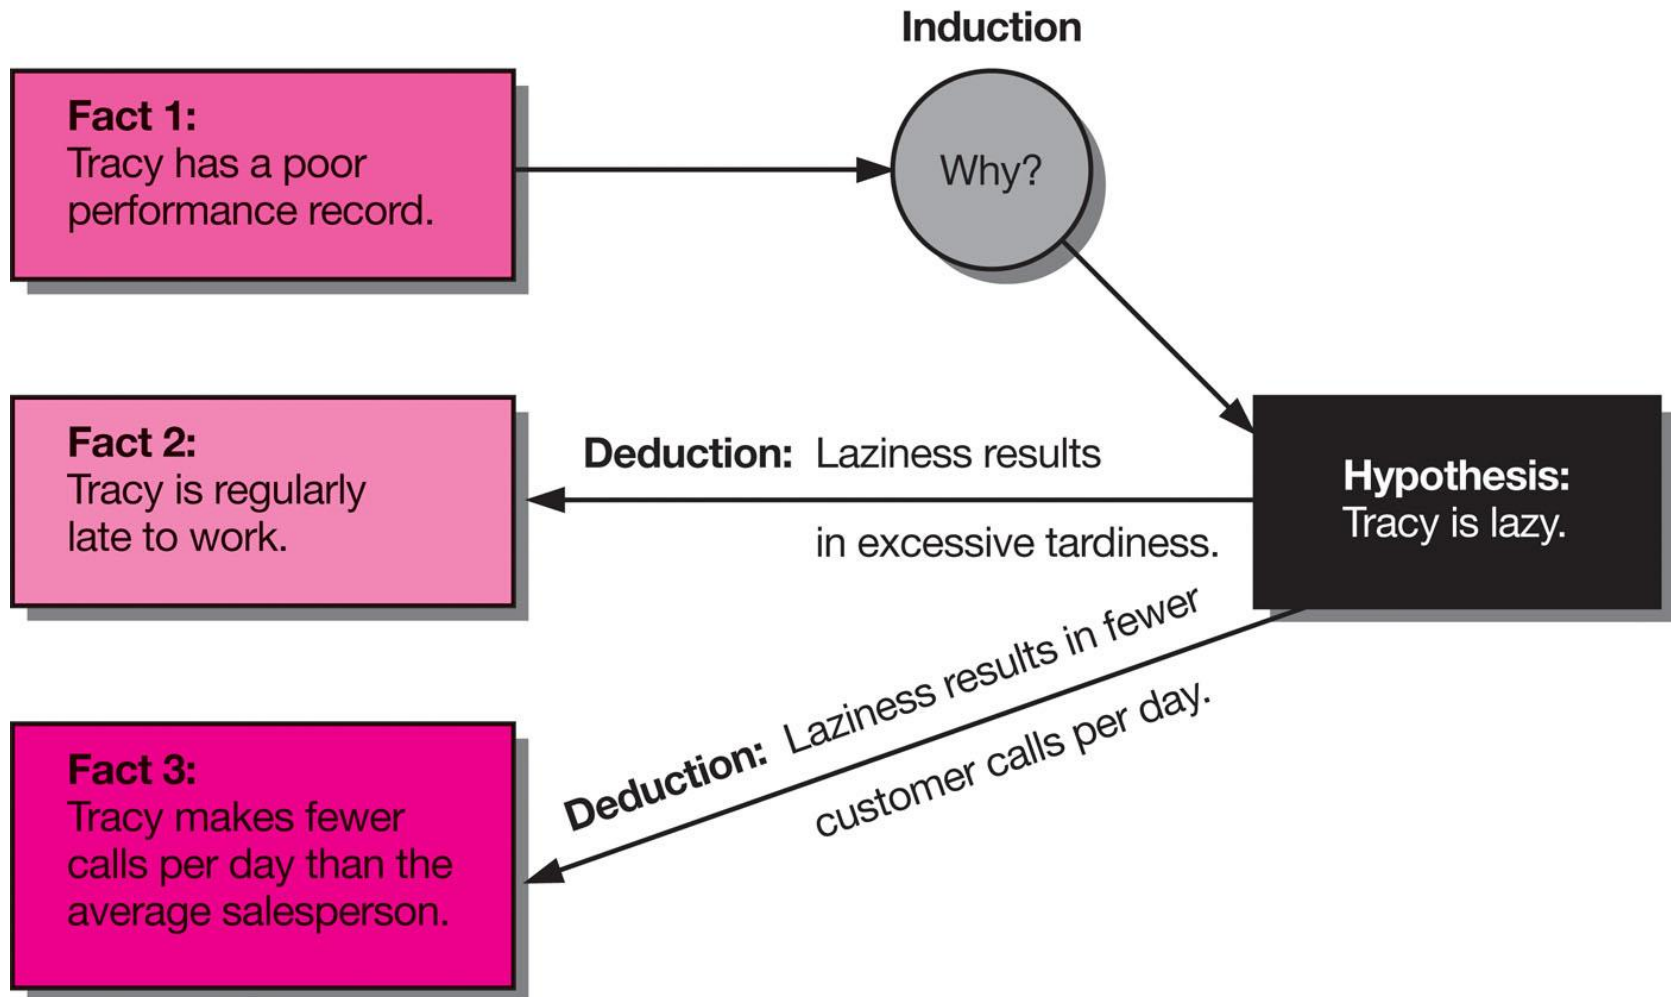 Induction
Fact 1:
Tracy has a poor
performance record.
Why?
Fact 2:
Tracy is regularly
late to work.
Deduction: Laziness results
in excessive tardiness.
Hypothesis:
Tracy is lazy.
Deduction: Laziness results in fewer
customer calls per day.
Fact 3:
Tracy makes fewer
calls per day than the
average salesperson.